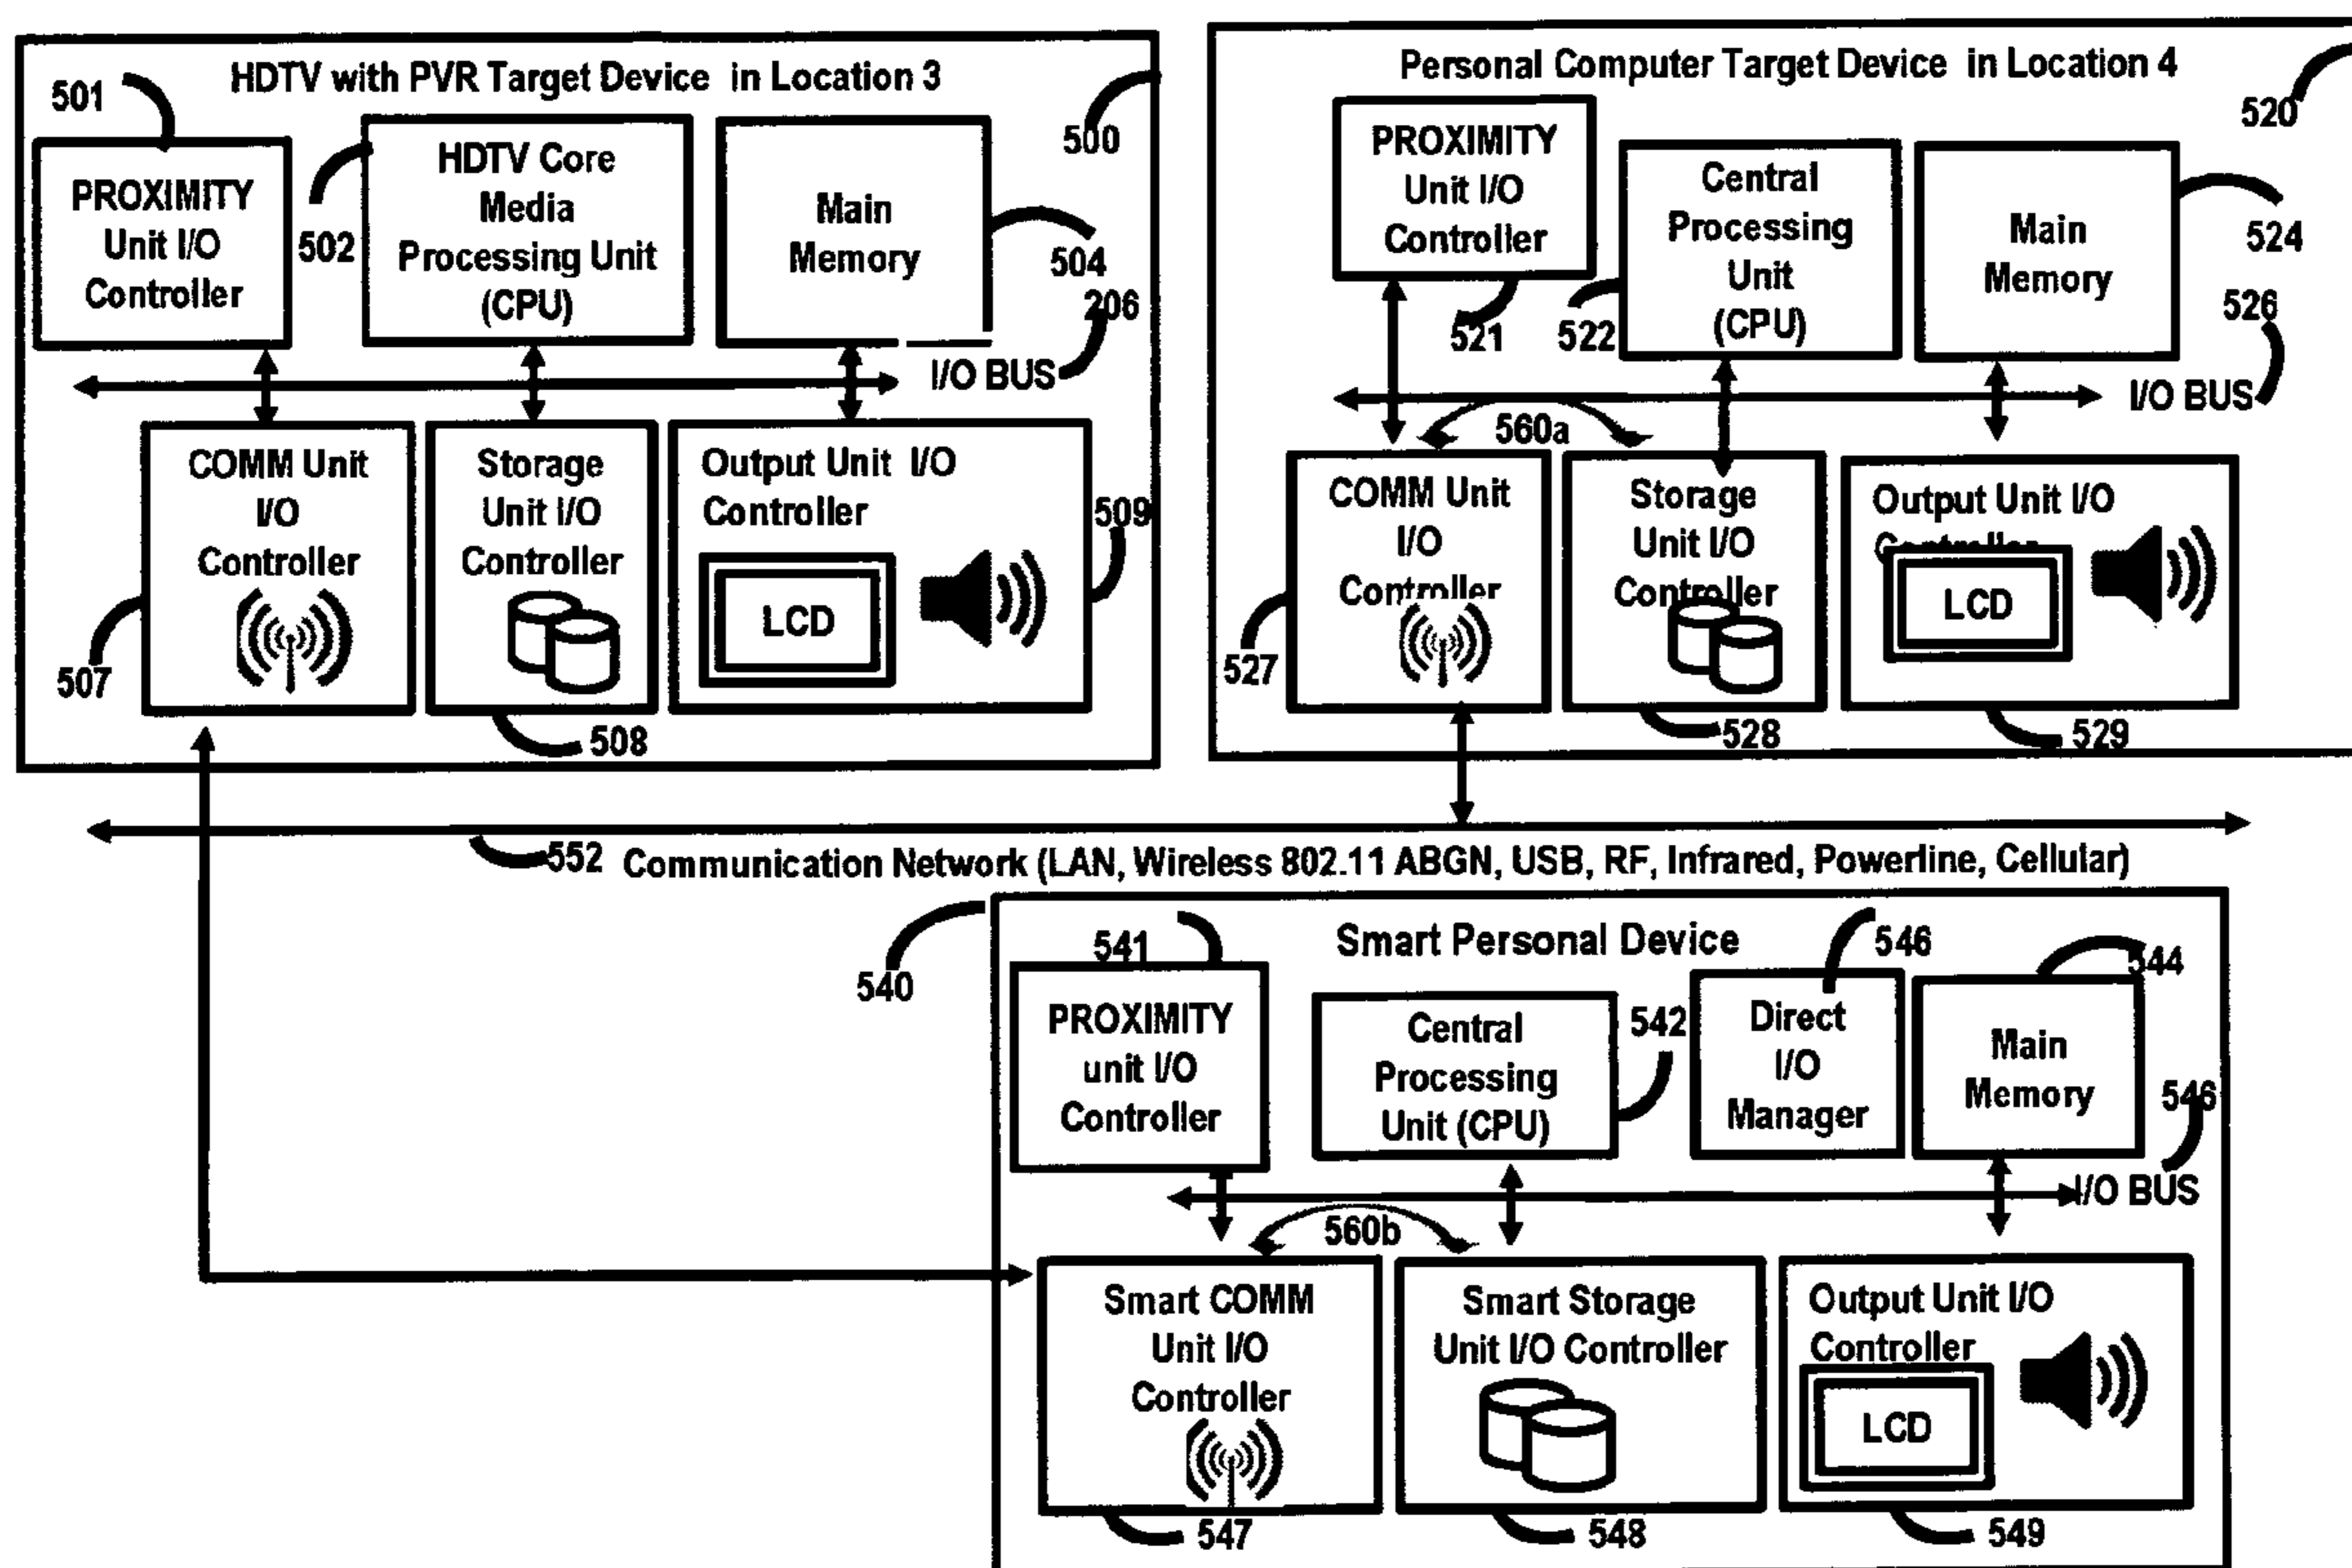 HDTV with PVR Target Device in Location 3
501
500
PROXIMITY
Unit I/O
Controller
502
HDTV Core
Media
Processing Unit
(CPU)
Main
Memory
504
206
I/O BUS
COMM Unit
I/O
Controller
507
Storage
Unit I/O
Controller
508
Output Unit I/O
Controller
LCD
509
Personal Computer Target Device in Location 4
520
PROXIMITY
Unit I/O
Controller
521
522
Central
Processing
Unit
(CPU)
Main
Memory
524
526
I/O BUS
560a
COMM Unit
I/O
Controller
527
Storage
Unit I/O
Controller
528
Output Unit I/O
Controller
LCD
529
552
Communication Network (LAN, Wireless 802.11 ABGN, USB, RF, Infrared, Powerline, Cellular)
540
Smart Personal Device
541
PROXIMITY
unit I/O
Controller
Central
Processing
Unit (CPU)
542
546
Direct
I/O
Manager
544
Main
Memory
546
I/O BUS
560b
Smart COMM
Unit I/O
Controller
547
Smart Storage
Unit I/O Controller
548
Output Unit I/O
Controller
LCD
549